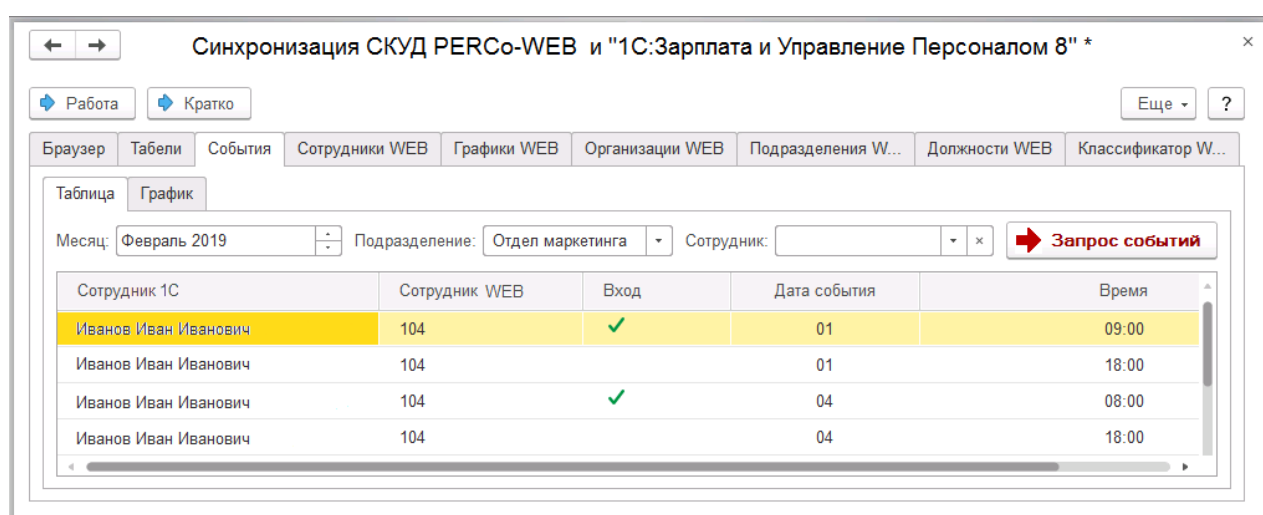 Синхронизация СКУД PERCo-WEB и "1С:Зарплата и Управление Персоналом 8" *
Работа Кратко Еще ?
Браузер Табели События Сотрудники WEB Графики WEB Организации WEB Подразделения W... Должности WEB Классификатор W...
Таблица График
Месяц: Февраль 2019 Подразделение: Отдел маркетинга Сотрудник: Запрос событий
Сотрудник 1С Сотрудник WEB Вход Дата события Время
Иванов Иван Иванович 104 01 09:00
Иванов Иван Иванович 104 01 18:00
Иванов Иван Иванович 104 04 08:00
Иванов Иван Иванович 104 04 18:00